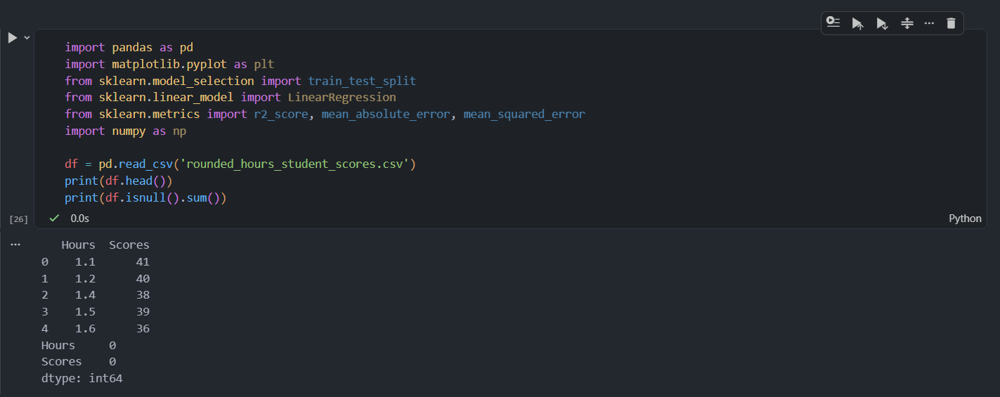 import pandas as pd
import matplotlib.pyplot as plt
from sklearn.model_selection import train_test_split
from sklearn.linear_model import LinearRegression
from sklearn.metrics import r2_score, mean_absolute_error, mean_squared_error
import numpy as np
df = pd.read_csv('rounded_hours_student_scores.csv')
print(df.head())
print(df.isnull().sum())
[26] 0.0s Python
Hours Scores
0 1.1 41
1 1.2 40
2 1.4 38
3 1.5 39
4 1.6 36
Hours 0
Scores 0
dtype: int64